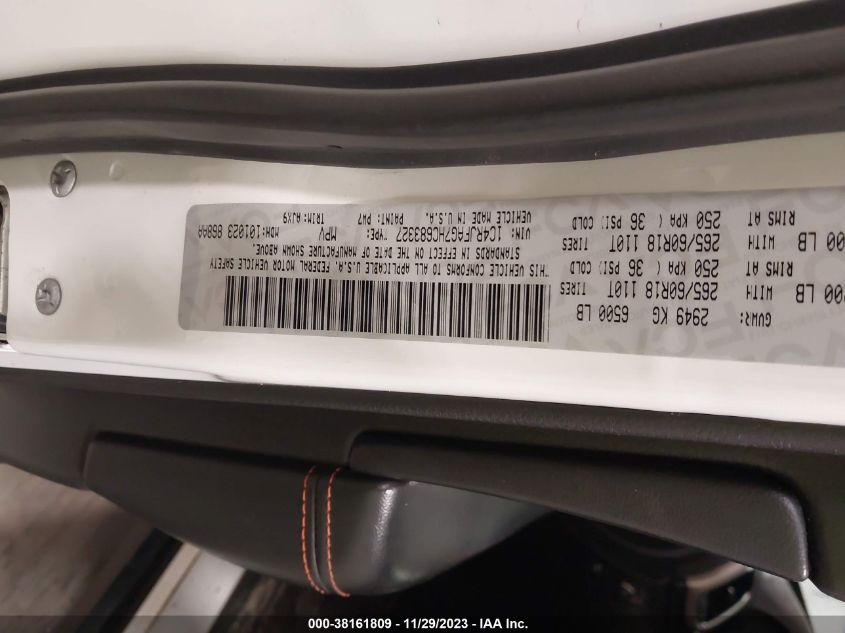 GVWR: 2949 KG 6500 LB
LB WITH 265/60R18 110T TIRES
RIMS AT 250 KPA ( 36 PSI) COLD
LB WITH 265/60R18 110T TIRES
RIMS AT 250 KPA ( 36 PSI) COLD
THIS VEHICLE CONFORMS TO ALL APPLICABLE U.S.A. FEDERAL MOTOR VEHICLE SAFETY
STANDARDS IN EFFECT ON THE DATE OF MANUFACTURE SHOWN ABOVE.
VIN: 1C4RJFAG7HC683327 TYPE: MPV MDH: 101023 868AA
VEHICLE MADE IN U.S.A. PAINT: PW7 TRIM: AJX9
000-38161809 - 11/29/2023 - IAA Inc.